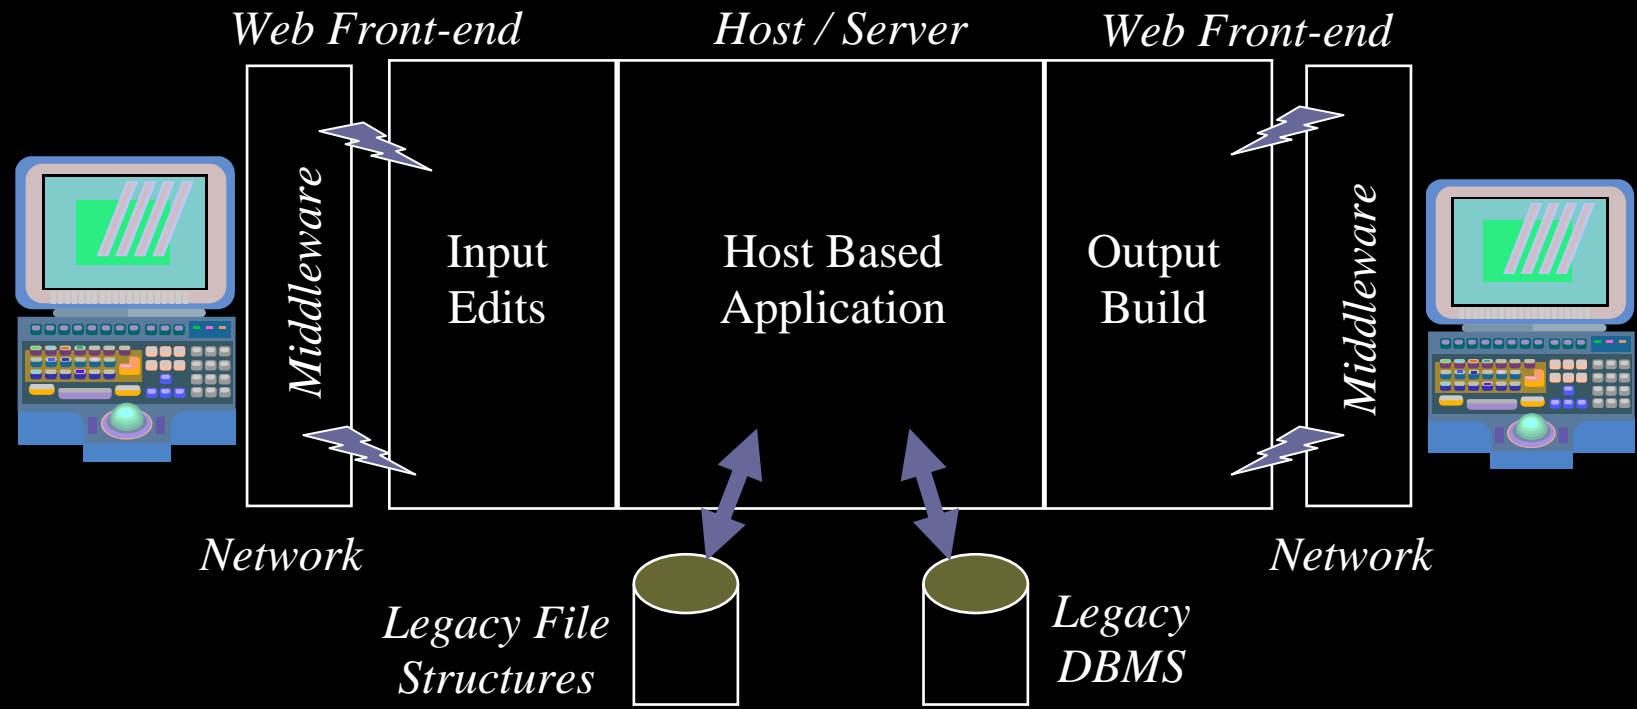 Web Front-end
Host / Server
Web Front-end
Middleware
Input
Edits
Host Based
Application
Output
Build
Middleware
Network
Network
Legacy File
Structures
Legacy
DBMS